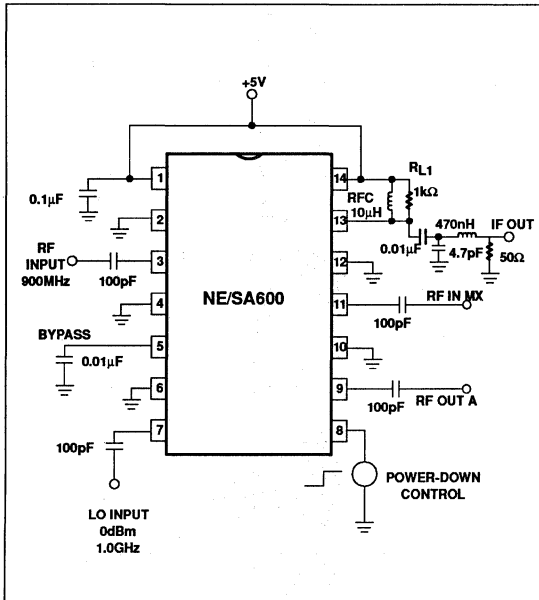 +5V
1
14
RL1
0.1µF
RFC
1kΩ
10µH
2
13
470nH
IF OUT
0.01µF
4.7pF
50Ω
RF
INPUT
900MHz
100pF
3
12
NE/SA600
4
11
RF IN MX
100pF
BYPASS
5
10
0.01µF
6
9
100pF
RF OUT A
7
8
100pF
POWER-DOWN
CONTROL
LO INPUT
0dBm
1.0GHz